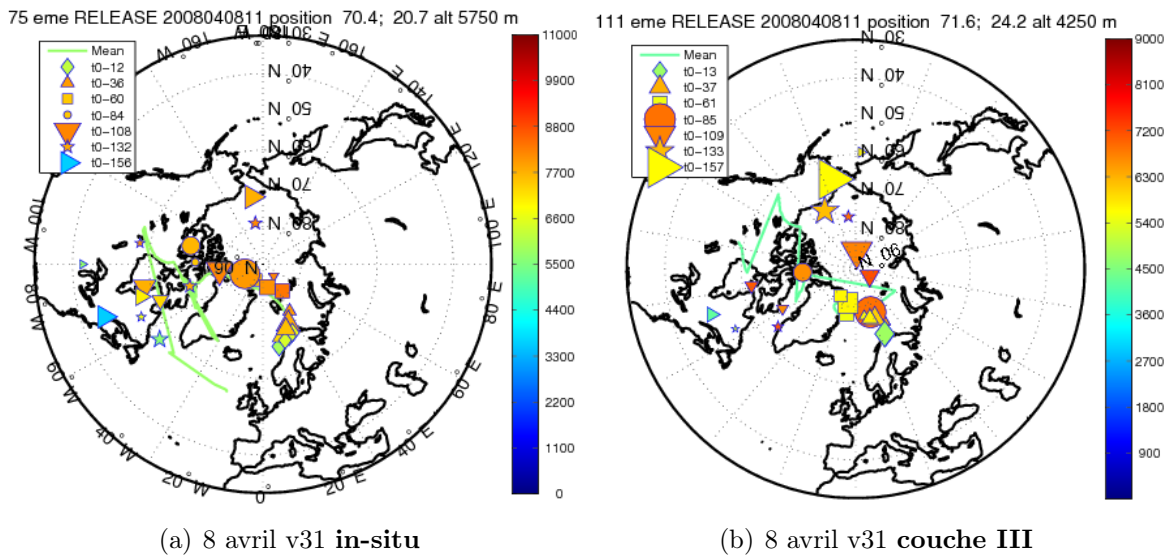 75 eme RELEASE 2008040811 position 70.4; 20.7 alt 5750 m
Mean
t0-12
t0-36
t0-60
t0-84
t0-108
t0-132
t0-156
160 ° W
140 ° W
100 ° W
80 ° W
60 ° W
40 ° W
20 ° W
0 °
20 ° E
40 ° E
60 ° E
80 ° E
100 ° E
120 ° E
140 ° E
160 ° E
30 ° N
40 ° N
50 ° N
60 ° N
70 ° N
80 ° N
90 ° N
11000
9900
8800
7700
6600
5500
4400
3300
2200
1100
0
(a) 8 avril v31 in-situ
111 eme RELEASE 2008040811 position 71.6; 24.2 alt 4250 m
Mean
t0-13
t0-37
t0-61
t0-85
t0-109
t0-133
t0-157
30 ° N
40 ° N
50 ° N
60 ° N
70 ° N
80 ° N
90 ° N
9000
8100
7200
6300
5400
4500
3600
2700
1800
900
(b) 8 avril v31 couche III